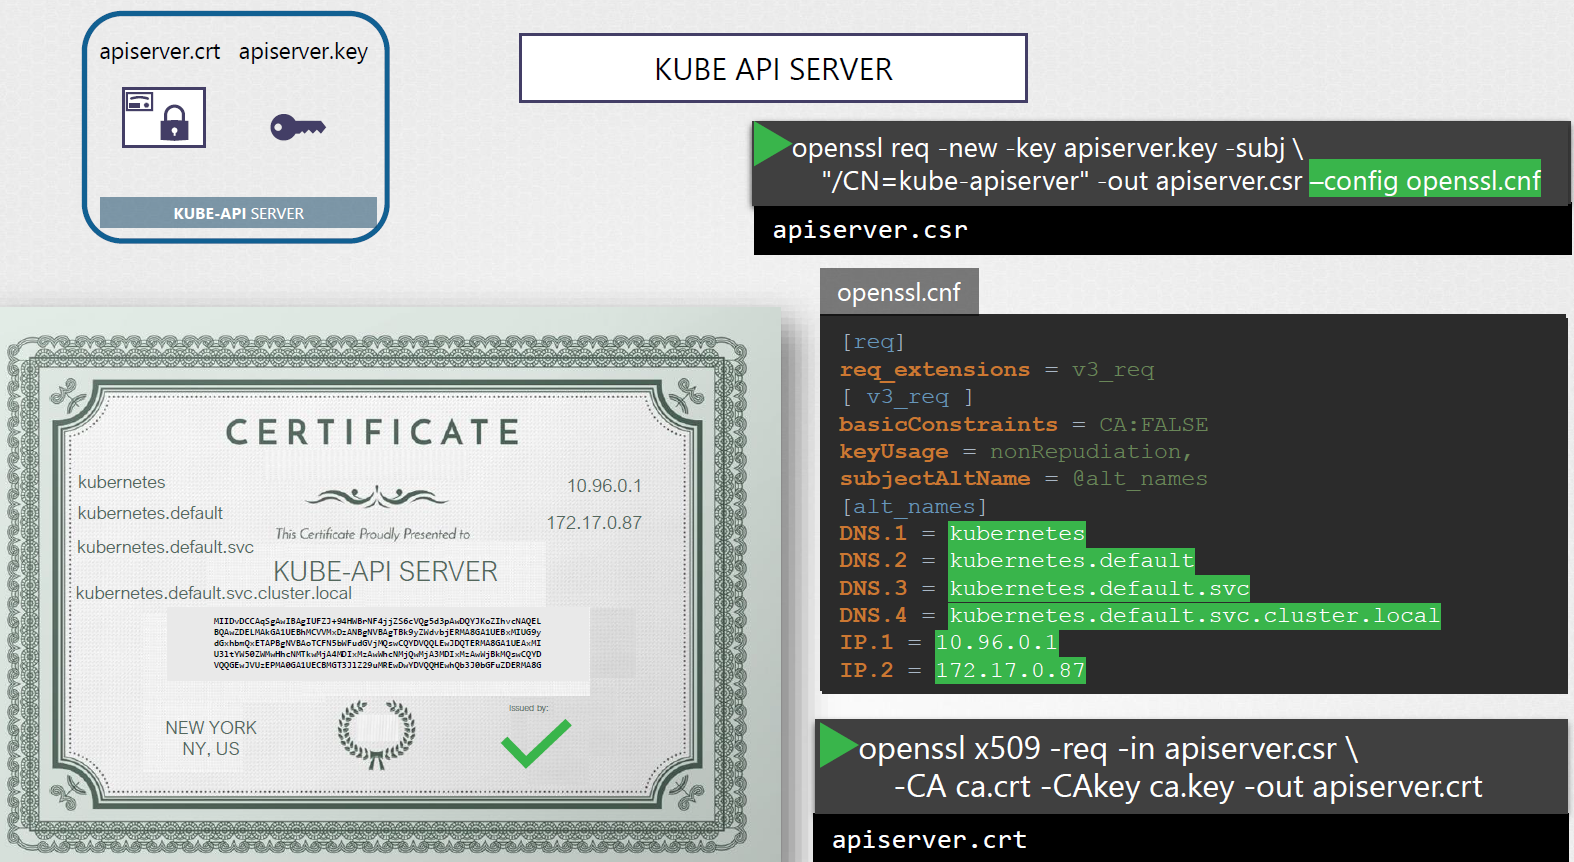 apiserver.crt apiserver.key
KUBE-API SERVER
KUBE API SERVER
openssl req -new -key apiserver.key -subj \
"/CN=kube-apiserver" -out apiserver.csr –config openssl.cnf
apiserver.csr
openssl.cnf
[req]
req_extensions = v3_req
[ v3_req ]
basicConstraints = CA:FALSE
keyUsage = nonRepudiation,
subjectAltName = @alt_names
[alt_names]
DNS.1 = kubernetes
DNS.2 = kubernetes.default
DNS.3 = kubernetes.default.svc
DNS.4 = kubernetes.default.svc.cluster.local
IP.1 = 10.96.0.1
IP.2 = 172.17.0.87
openssl x509 -req -in apiserver.csr \
-CA ca.crt -CAkey ca.key -out apiserver.crt
apiserver.crt
CERTIFICATE
kubernetes
kubernetes.default
kubernetes.default.svc
kubernetes.default.svc.cluster.local
10.96.0.1
172.17.0.87
This Certificate Proudly Presented to
KUBE-API SERVER
NEW YORK
NY, US
Issued by: